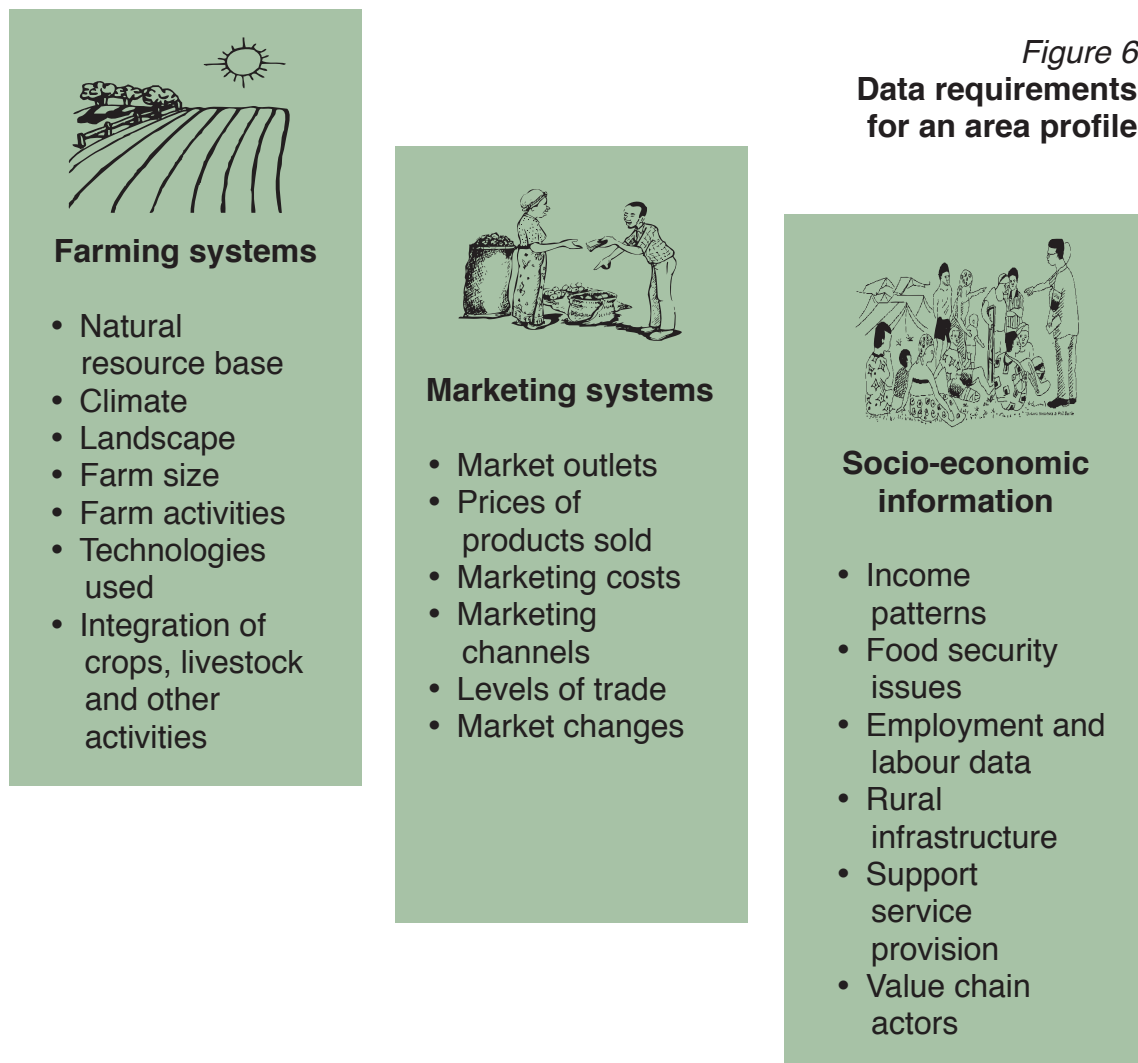 Figure 6
Data requirements
for an area profile
Farming systems
• Natural
resource base
• Climate
• Landscape
• Farm size
• Farm activities
• Technologies
used
• Integration of
crops, livestock
and other
activities
Marketing systems
• Market outlets
• Prices of
products sold
• Marketing costs
• Marketing
channels
• Levels of trade
• Market changes
Socio-economic
information
• Income
patterns
• Food security
issues
• Employment and
labour data
• Rural
infrastructure
• Support
service
provision
• Value chain
actors